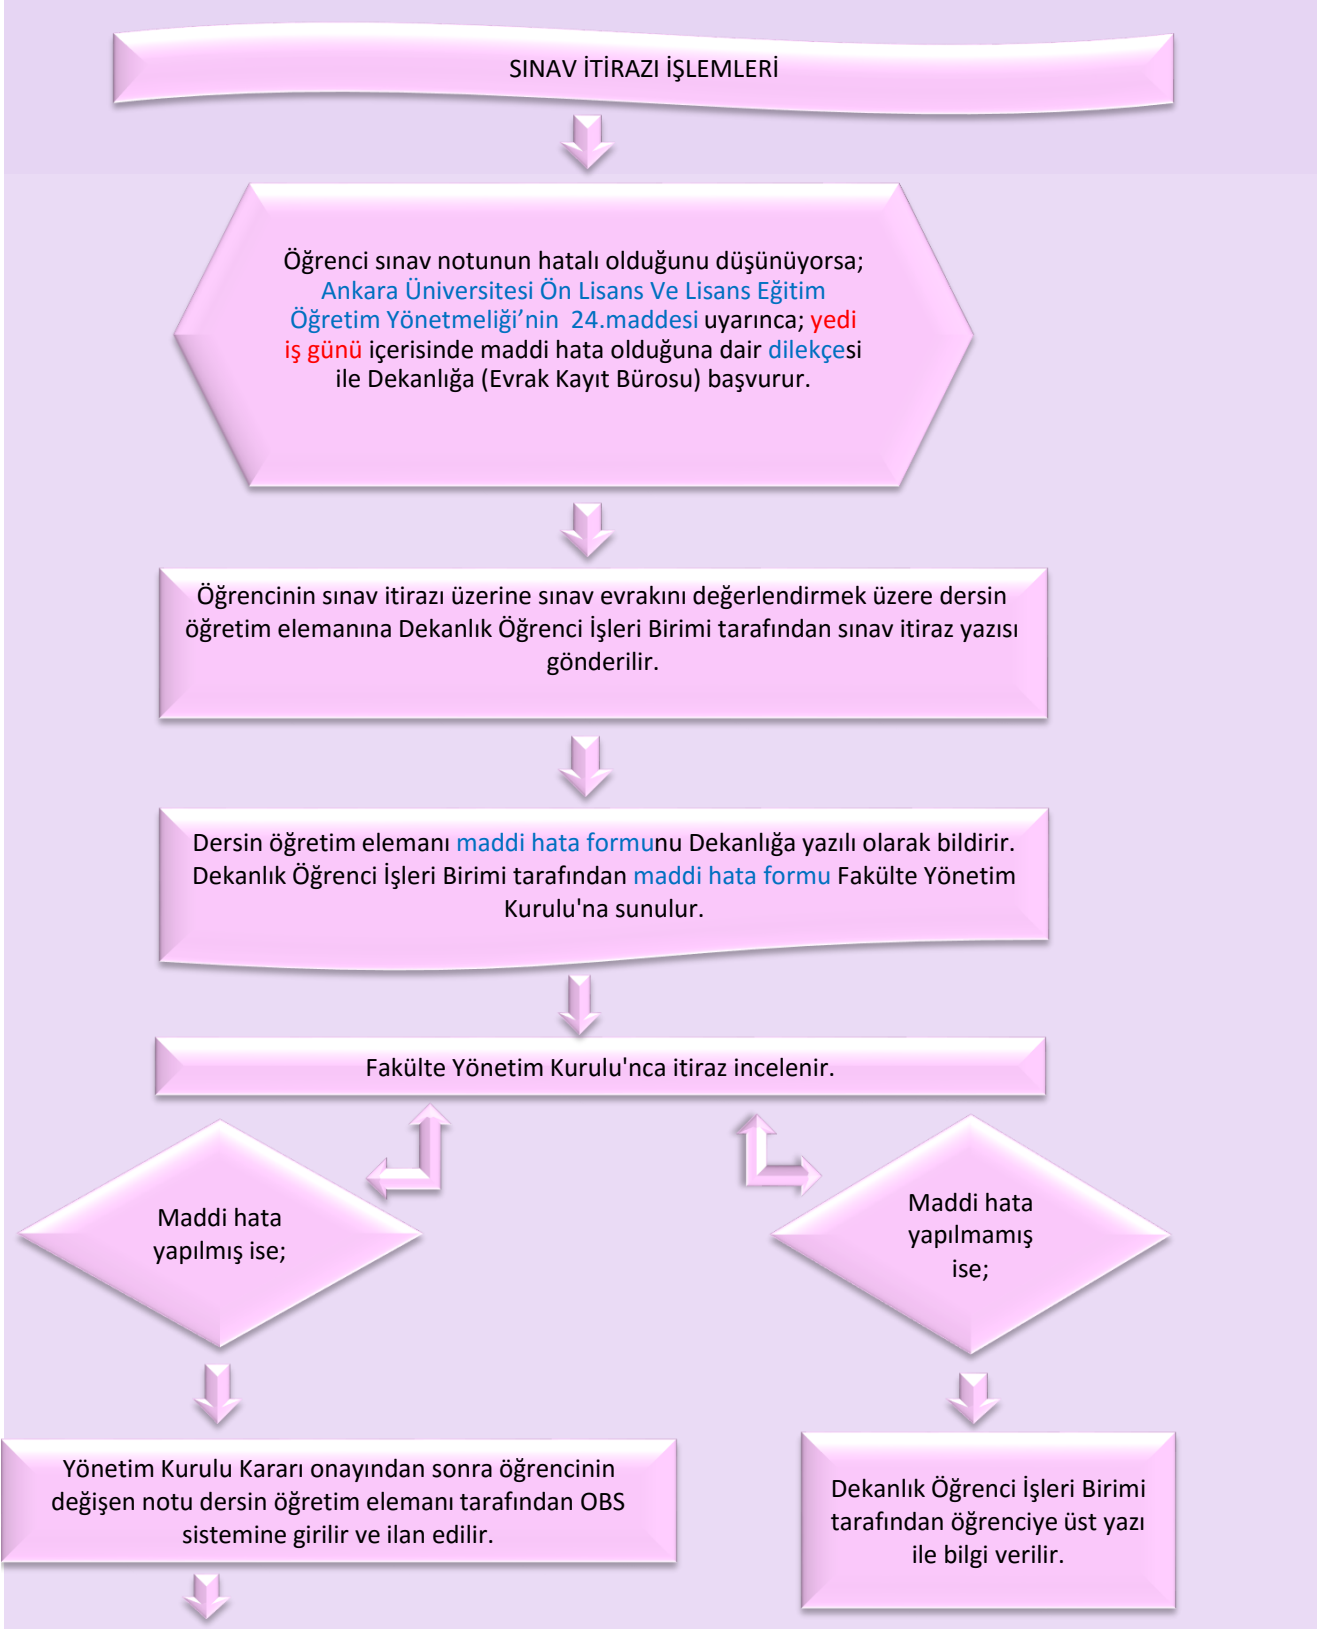 SINAV İTİRAZI İŞLEMLERİ
Öğrenci sınav notunun hatalı olduğunu düşünüyorsa;
Ankara Üniversitesi Ön Lisans Ve Lisans Eğitim
Öğretim Yönetmeliği’nin  24.maddesi uyarınca; yedi
iş günü içerisinde maddi hata olduğuna dair dilekçesi
ile Dekanlığa (Evrak Kayıt Bürosu) başvurur.
Öğrencinin sınav itirazı üzerine sınav evrakını değerlendirmek üzere dersin
öğretim elemanına Dekanlık Öğrenci İşleri Birimi tarafından sınav itiraz yazısı
gönderilir.
Dersin öğretim elemanı maddi hata formunu Dekanlığa yazılı olarak bildirir.
Dekanlık Öğrenci İşleri Birimi tarafından maddi hata formu Fakülte Yönetim
Kurulu'na sunulur.
Fakülte Yönetim Kurulu'nca itiraz incelenir.
Maddi hata
yapılmış ise;
Maddi hata
yapılmamış
ise;
Yönetim Kurulu Kararı onayından sonra öğrencinin
değişen notu dersin öğretim elemanı tarafından OBS
sistemine girilir ve ilan edilir.
Dekanlık Öğrenci İşleri Birimi
tarafından öğrenciye üst yazı
ile bilgi verilir.